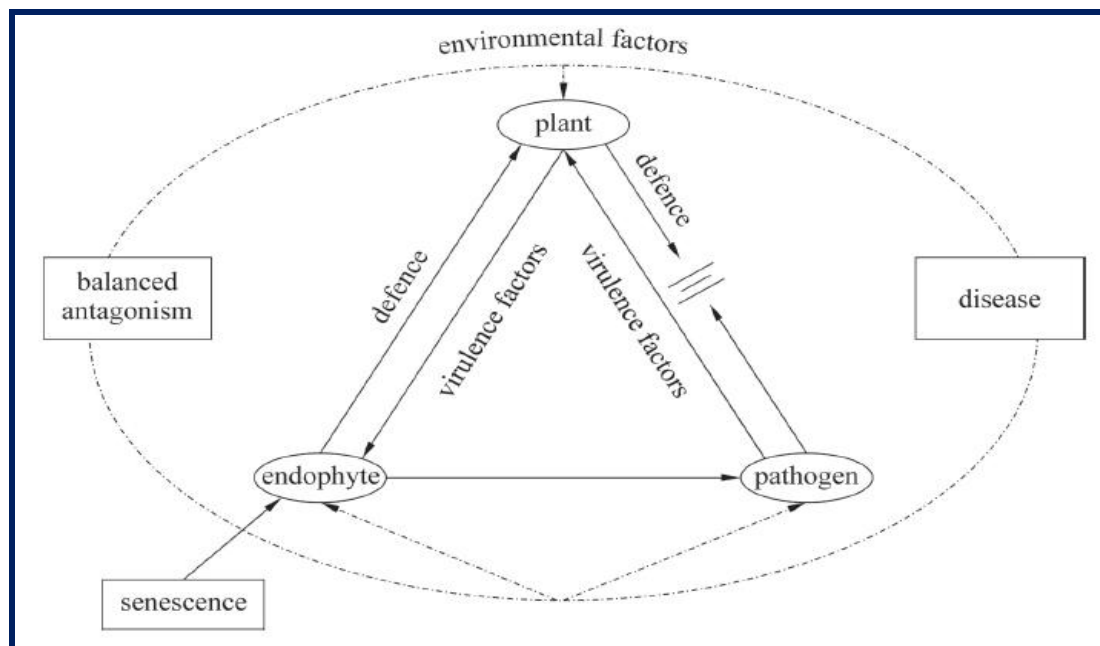 environmental factors
plant
defence
defence
virulence factors
virulence factors
balanced
antagonism
disease
endophyte
pathogen
senescence